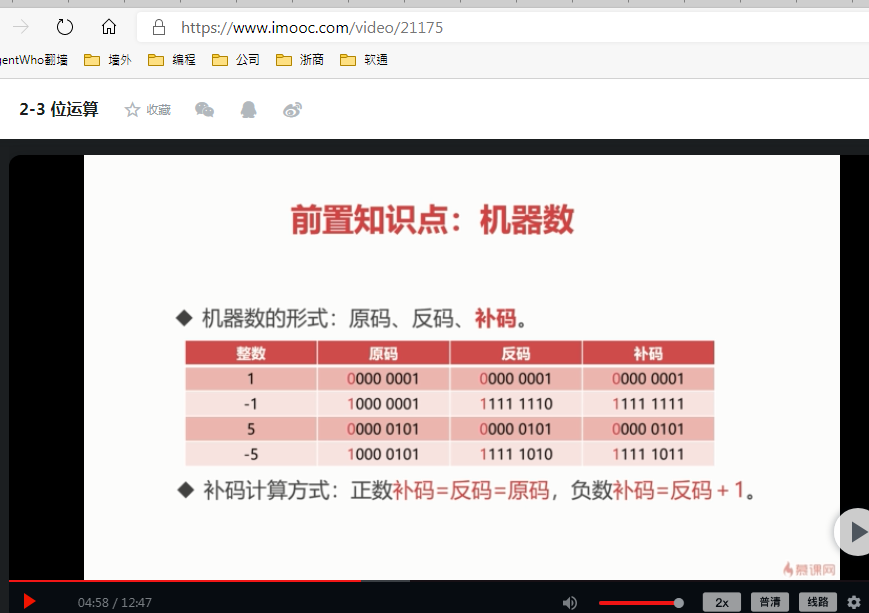 https://www.imooc.com/video/21175
gentWho翻墙 墙外 编程 公司 浙商 软通
2-3 位运算 收藏
前置知识点：机器数
◆ 机器数的形式：原码、反码、补码。
整数 原码 反码 补码
1 0000 0001 0000 0001 0000 0001
-1 1000 0001 1111 1110 1111 1111
5 0000 0101 0000 0101 0000 0101
-5 1000 0101 1111 1010 1111 1011
◆ 补码计算方式：正数补码=反码=原码，负数补码=反码＋1。
慕课网
04:58 / 12:47 2x 普清 线路